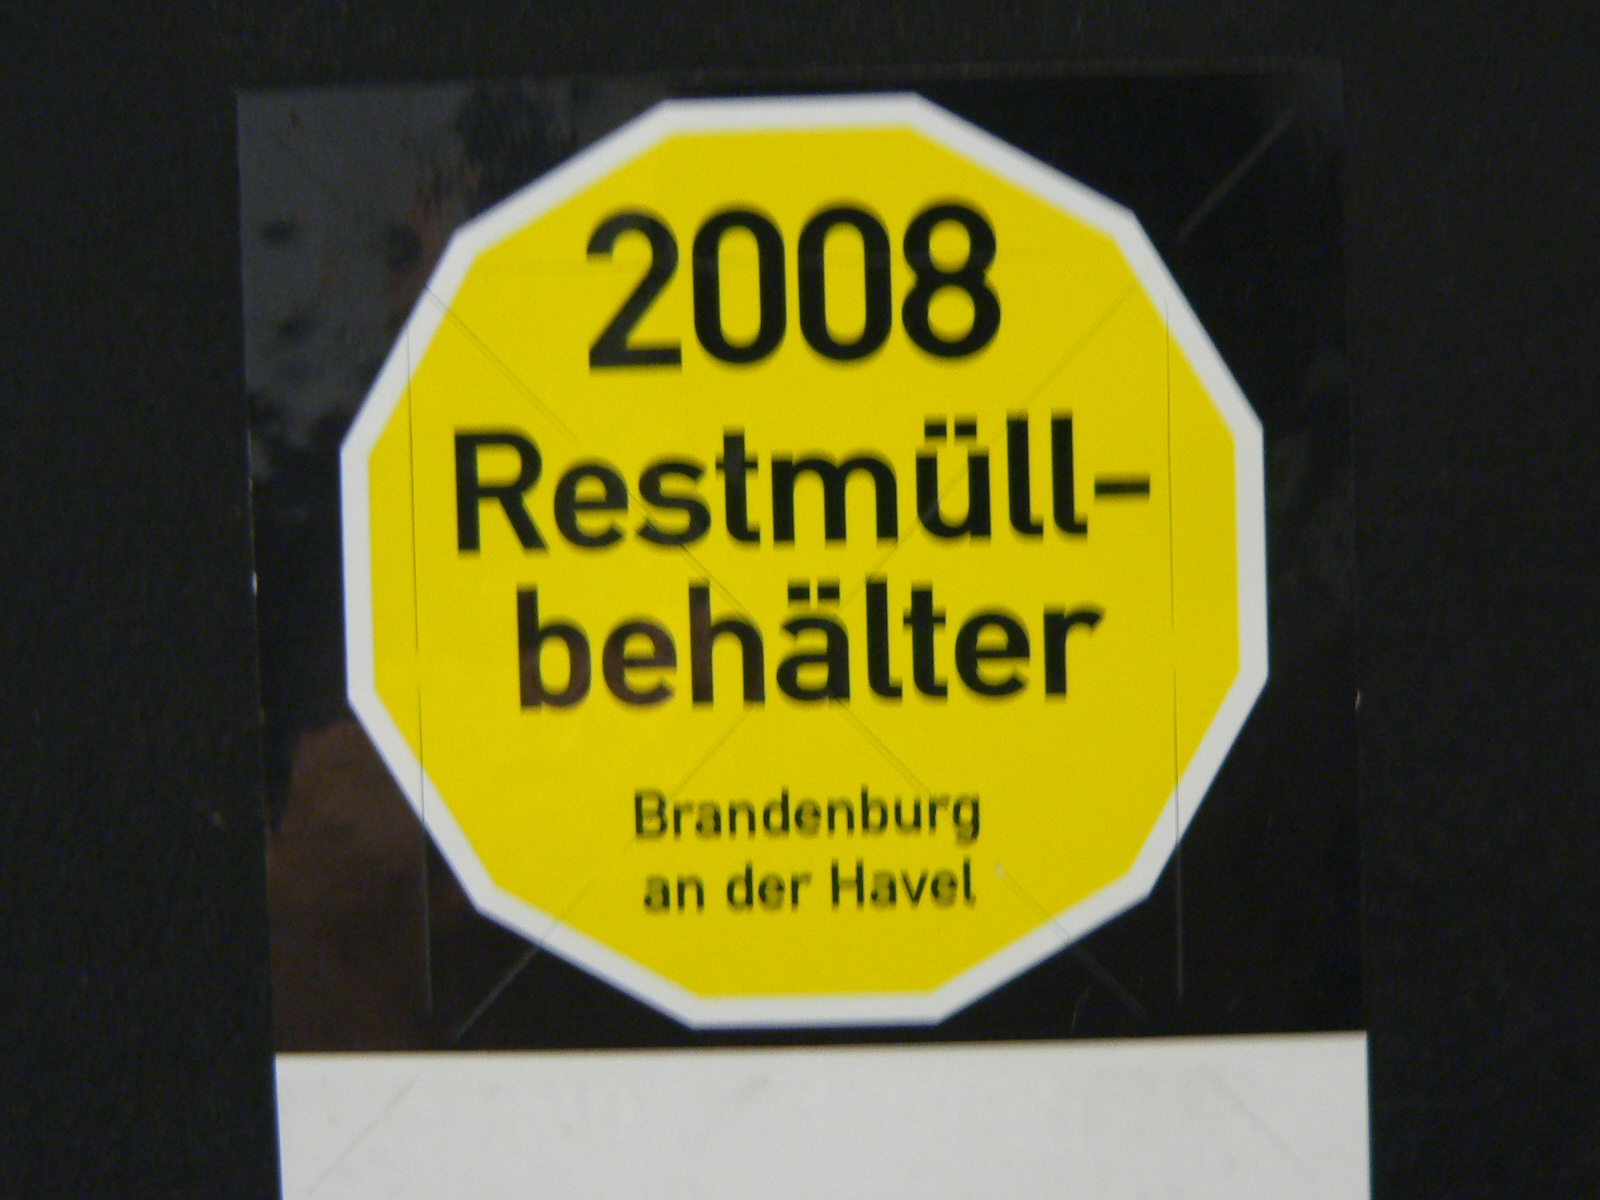 2008
Restmüll-
behälter
Brandenburg
an der Havel